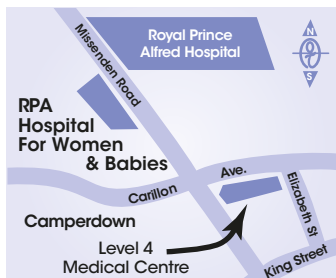 Missenden Road
Royal Prince
Alfred Hospital
N
S
RPA
Hospital
For Women
& Babies
Carillon Ave.
Elizabeth St
Camperdown
Level 4
Medical Centre
King Street